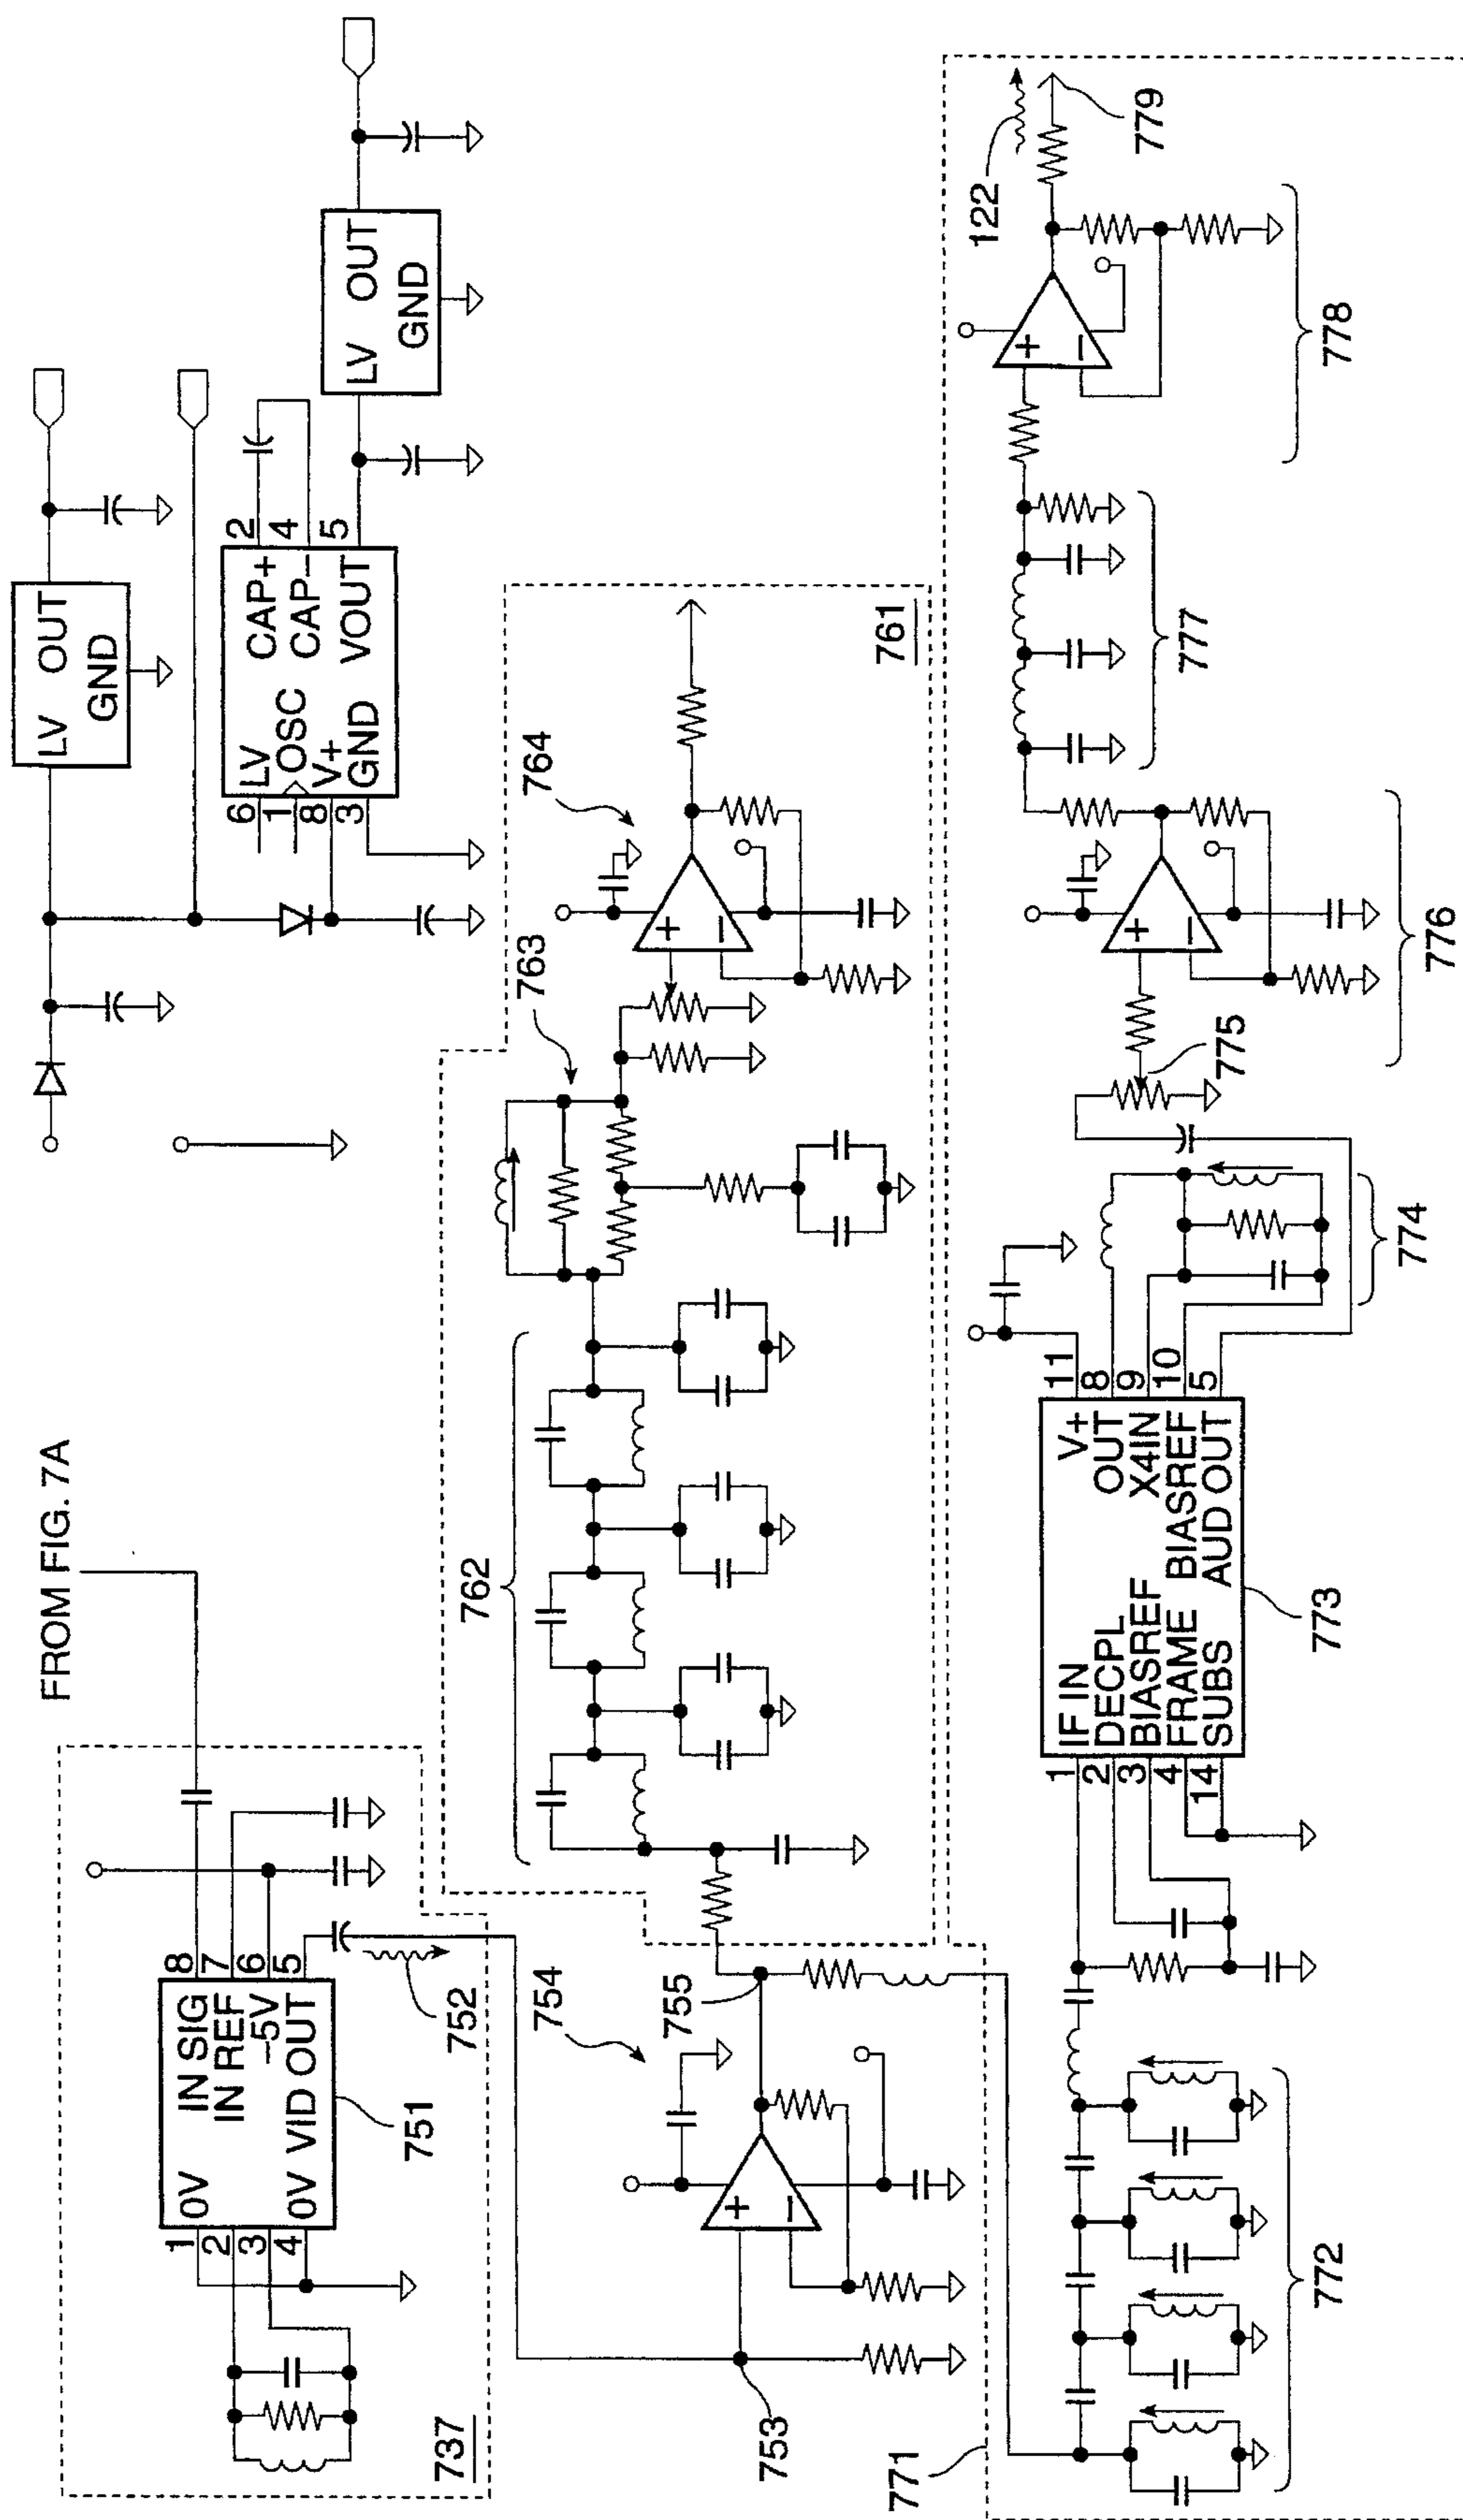 FROM FIG. 7A
LV OUT
GND
6 LV CAP+ 2
1 OSC CAP- 4
8 V+ VOUT 5
3 GND
LV OUT
GND
1 0V IN SIG 8
2 IN REF 7
3 -5V 6
4 0V VID OUT 5
751
752
737
753
754
755
+
-
762
763
764
+
-
761
771
772
1 IF IN V+ 11
2 DECPL OUT 8
3 BIASREF X4IN 9
4 FRAME BIASREF 10
14 SUBS AUD OUT 5
773
774
775
+
-
776
777
+
-
778
122
779